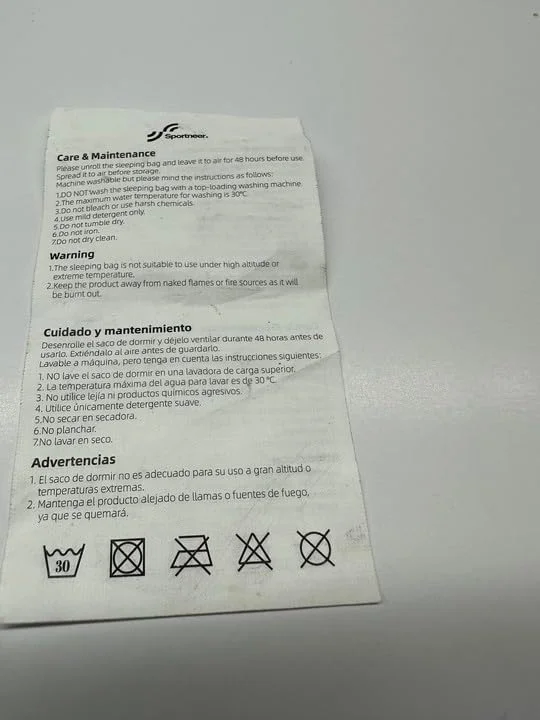 Sportneer.
Care & Maintenance
Please unroll the sleeping bag and leave it to air for 48 hours before use.
Spread it to air before storage.
Machine washable but please mind the instructions as follows:
1.DO NOT wash the sleeping bag with a top-loading washing machine.
2.The maximum water temperature for washing is 30°C.
3.Do not bleach or use harsh chemicals.
4.Use mild detergent only.
5.Do not tumble dry.
6.Do not iron.
7.Do not dry clean.
Warning
1.The sleeping bag is not suitable to use under high altitude or
extreme temperature.
2.Keep the product away from naked flames or fire sources as it will
be burnt out.
Cuidado y mantenimiento
Desenrolle el saco de dormir y déjelo ventilar durante 48 horas antes de
usarlo. Extiéndalo al aire antes de guardarlo.
Lavable a máquina, pero tenga en cuenta las instrucciones siguientes:
1. NO lave el saco de dormir en una lavadora de carga superior.
2. La temperatura máxima del agua para lavar es de 30 °C.
3. No utilice lejía ni productos químicos agresivos.
4. Utilice únicamente detergente suave.
5.No secar en secadora.
6.No planchar.
7.No lavar en seco.
Advertencias
1. El saco de dormir no es adecuado para su uso a gran altitud o
temperaturas extremas.
2. Mantenga el producto alejado de llamas o fuentes de fuego,
ya que se quemará.
30